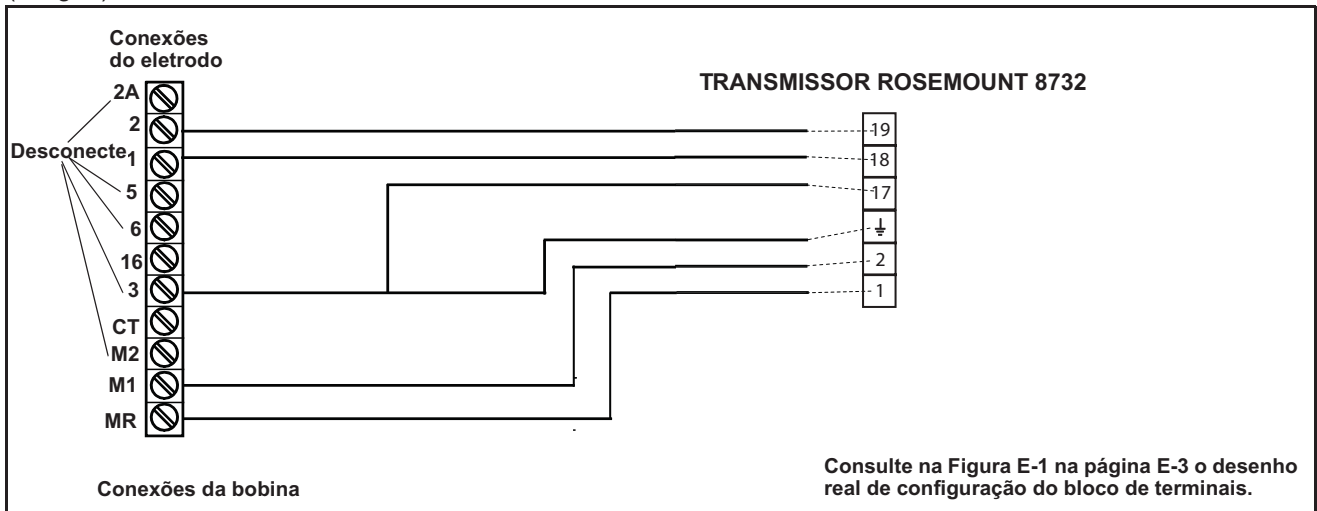 Conexões
do eletrodo
TRANSMISSOR ROSEMOUNT 8732
2A
2
Desconecte
1
5
6
16
3
CT
M2
M1
MR
19
18
17
2
1
Conexões da bobina
Consulte na Figura E-1 na página E-3 o desenho
real de configuração do bloco de terminais.